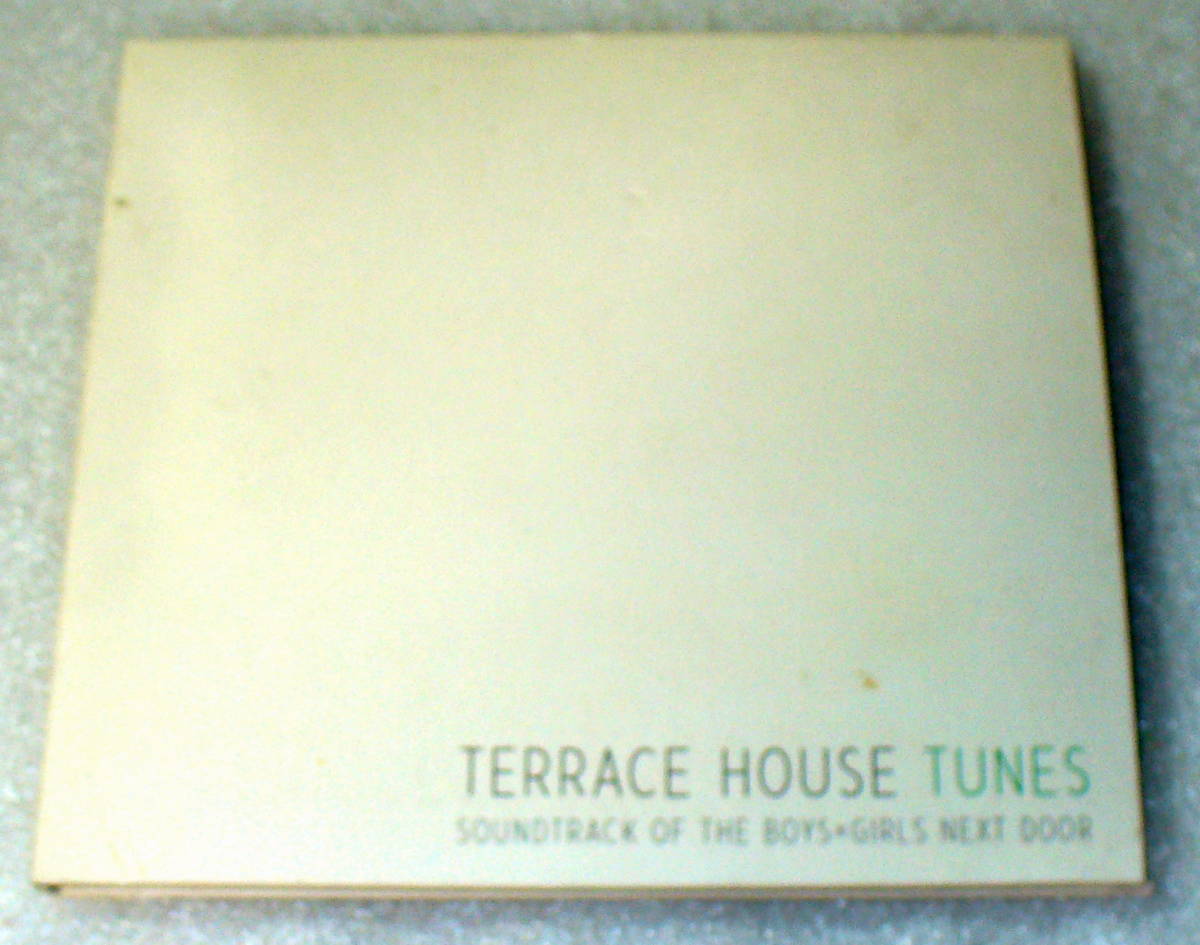 TERRACE HOUSE TUNES
SOUNDTRACK OF THE BOYS×GIRLS NEXT DOOR